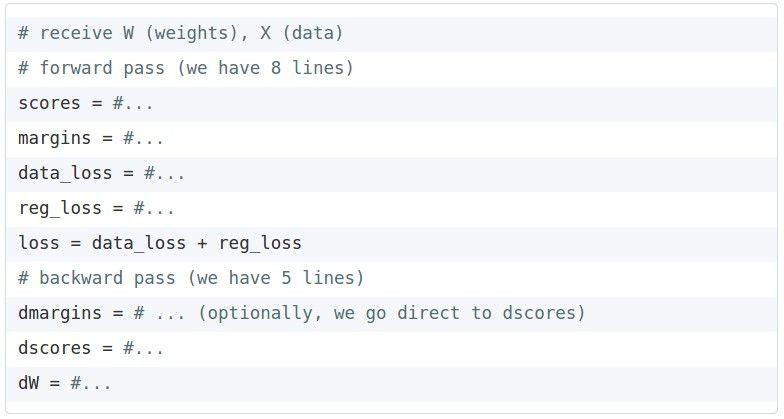 # receive W (weights), X (data)
# forward pass (we have 8 lines)
scores = #...
margins = #...
data_loss = #...
reg_loss = #...
loss = data_loss + reg_loss
# backward pass (we have 5 lines)
dmargins = # ... (optionally, we go direct to dscores)
dscores = #...
dW = #...